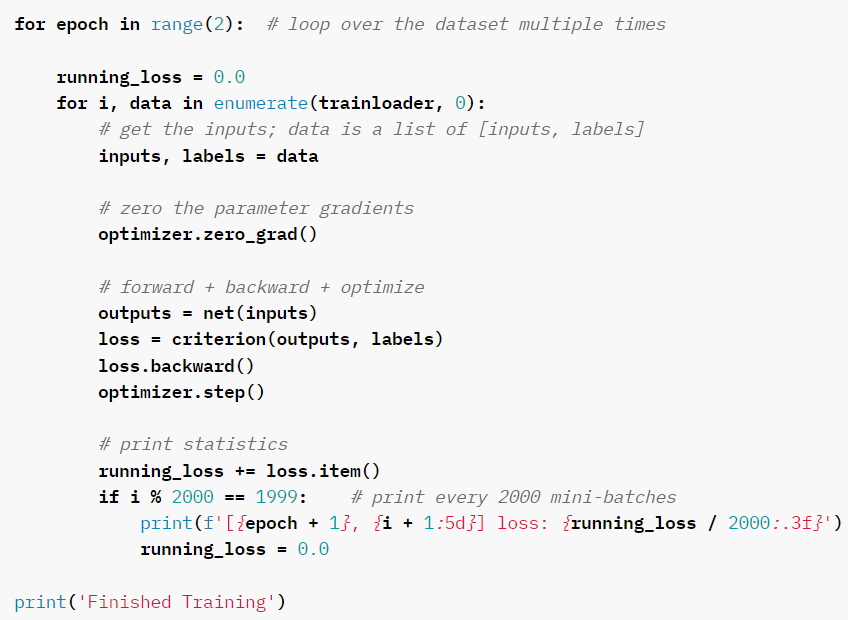 for epoch in range(2):  # loop over the dataset multiple times

    running_loss = 0.0
    for i, data in enumerate(trainloader, 0):
        # get the inputs; data is a list of [inputs, labels]
        inputs, labels = data

        # zero the parameter gradients
        optimizer.zero_grad()

        # forward + backward + optimize
        outputs = net(inputs)
        loss = criterion(outputs, labels)
        loss.backward()
        optimizer.step()

        # print statistics
        running_loss += loss.item()
        if i % 2000 == 1999:    # print every 2000 mini-batches
            print(f'[{epoch + 1}, {i + 1:5d}] loss: {running_loss / 2000:.3f}')
            running_loss = 0.0

print('Finished Training')